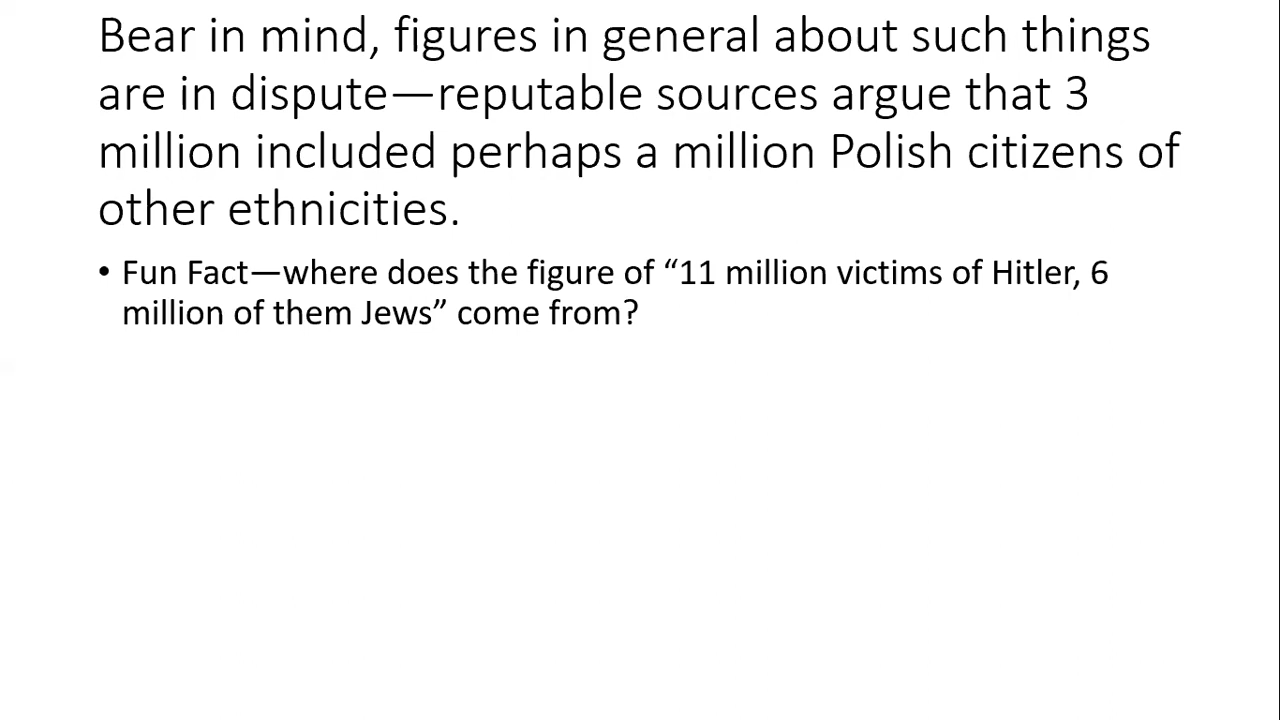 Bear in mind, figures in general about such things
are in dispute—reputable sources argue that 3
million included perhaps a million Polish citizens of
other ethnicities.
• Fun Fact—where does the figure of “11 million victims of Hitler, 6
million of them Jews” come from?